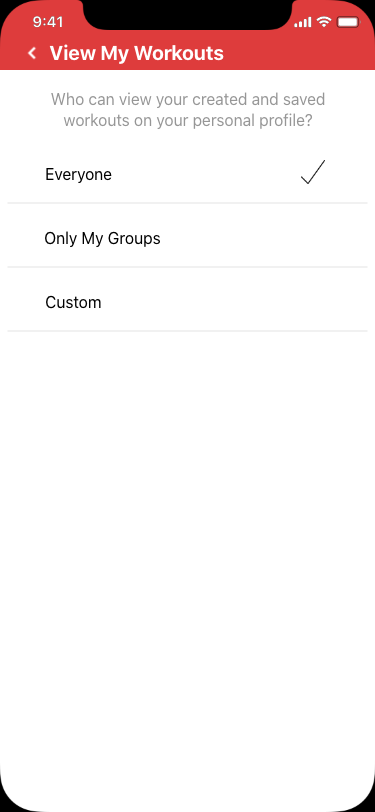 9:41
View My Workouts
Who can view your created and saved
workouts on your personal profile?
Everyone
Only My Groups
Custom